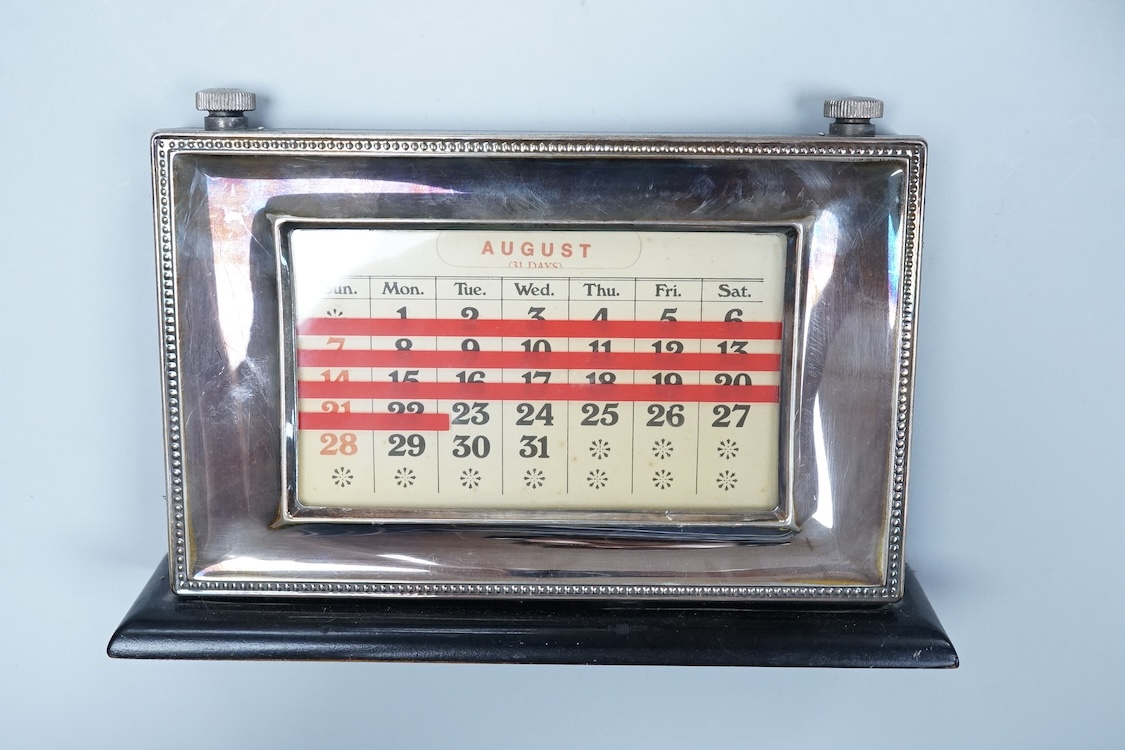 AUGUST
(31 DAYS)
Sun. Mon. Tue. Wed. Thu. Fri. Sat.
1 2 3 4 5 6
7 8 9 10 11 12 13
14 15 16 17 18 19 20
21 22 23 24 25 26 27
28 29 30 31